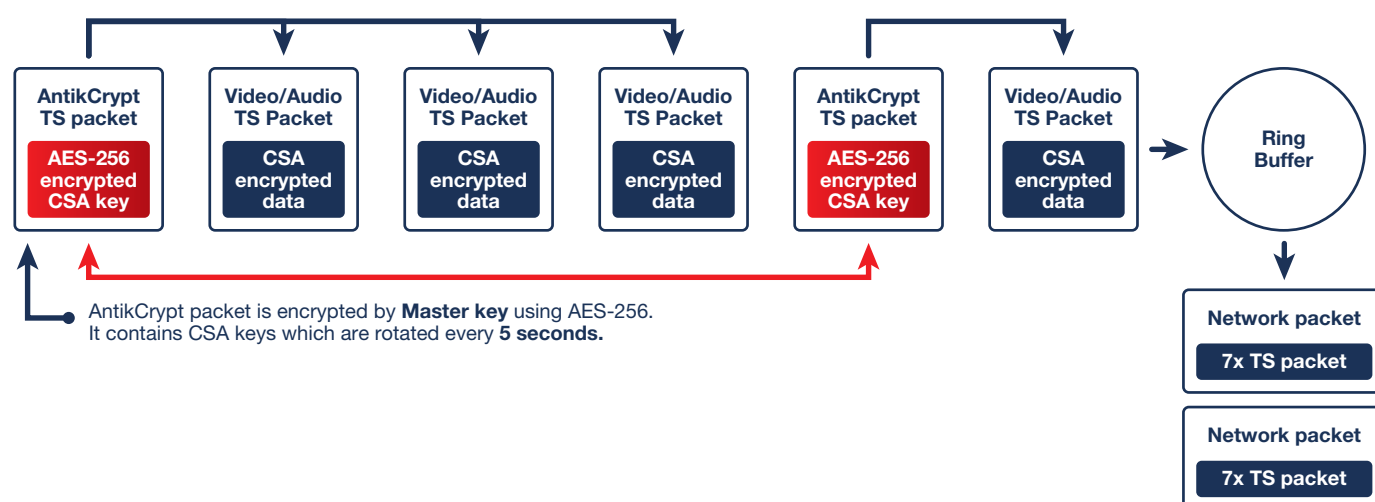 AntikCrypt
TS packet
AES-256
encrypted
CSA key
Video/Audio
TS Packet
CSA
encrypted
data
Video/Audio
TS Packet
CSA
encrypted
data
Video/Audio
TS Packet
CSA
encrypted
data
AntikCrypt
TS packet
AES-256
encrypted
CSA key
Video/Audio
TS Packet
CSA
encrypted
data
Ring
Buffer
AntikCrypt packet is encrypted by Master key using AES-256.
It contains CSA keys which are rotated every 5 seconds.
Network packet
7x TS packet
Network packet
7x TS packet